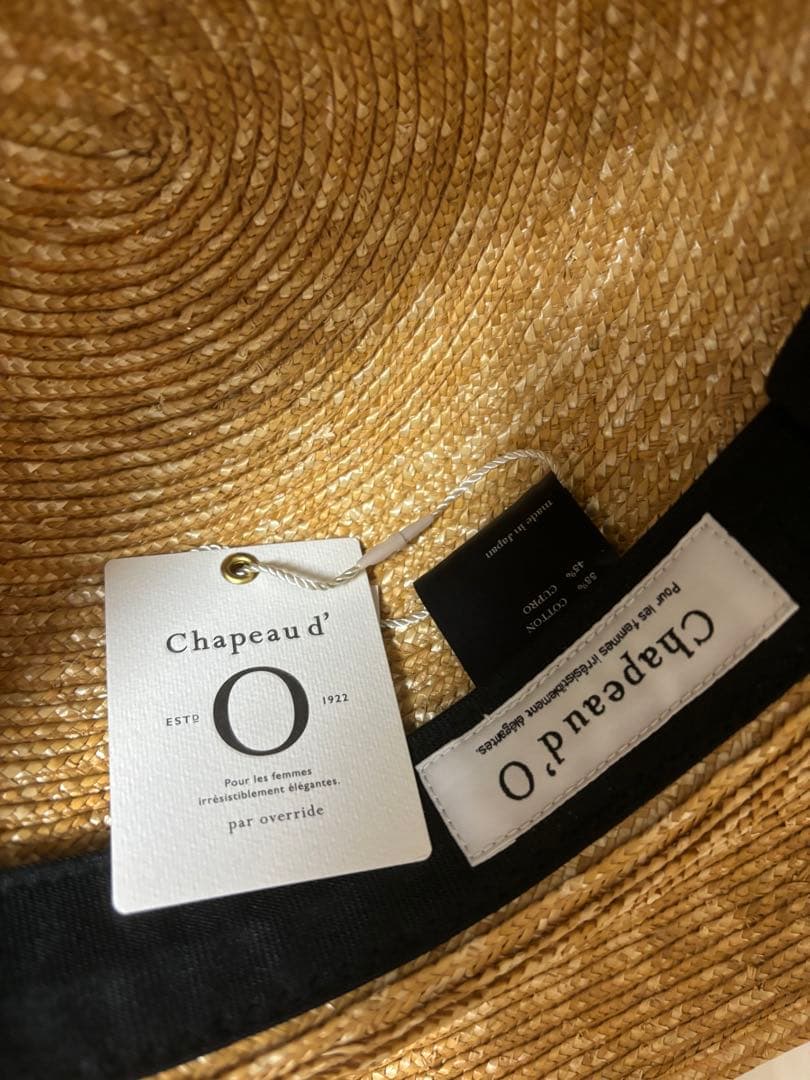 Chapeau d'
ESTD O 1922
Pour les femmes
irrésistiblement élégantes.
par override
made in Japan
55% COTTON
45% CUPRO
Chapeau d' O
Pour les femmes irrésistiblement élégantes.